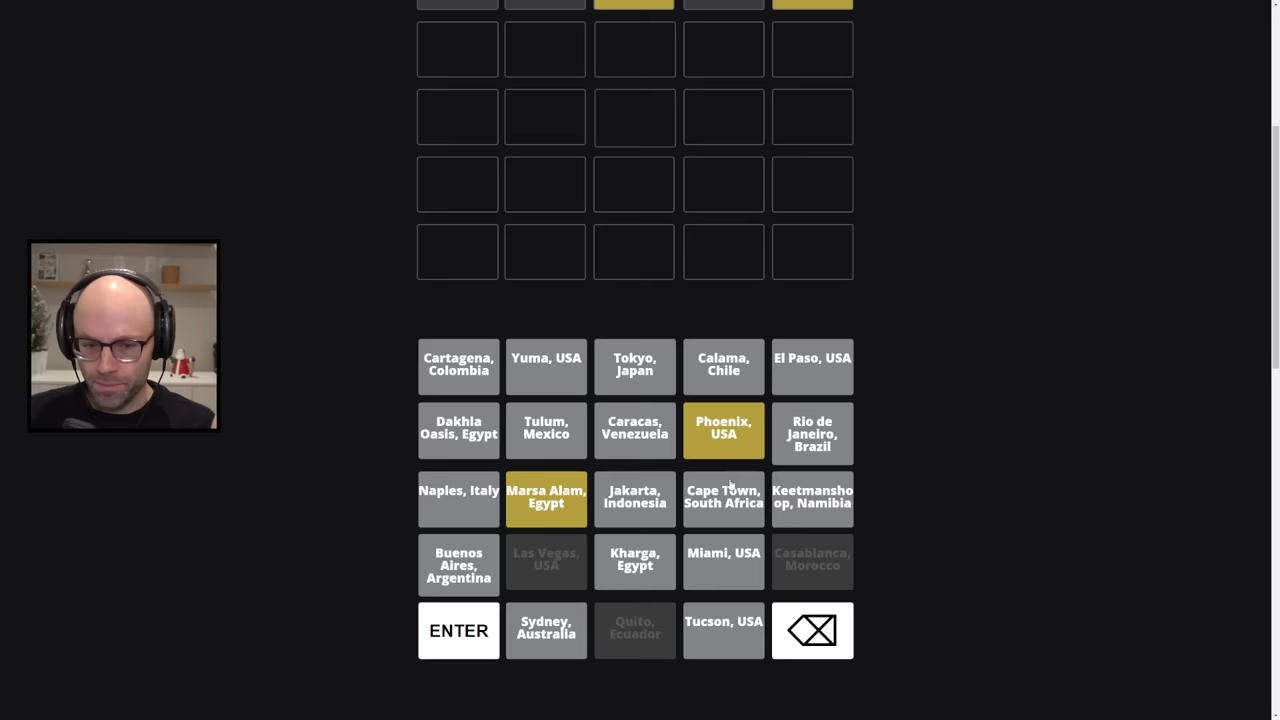 Cartagena,
Colombia
Yuma, USA
Tokyo,
Japan
Calama,
Chile
El Paso, USA
Dakhla
Oasis, Egypt
Tulum,
Mexico
Caracas,
Venezuela
Phoenix,
USA
Rio de
Janeiro,
Brazil
Naples, Italy
Marsa Alam,
Egypt
Jakarta,
Indonesia
Cape Town,
South Africa
Keetmansho
op, Namibia
Buenos
Aires,
Argentina
Las Vegas,
USA
Kharga,
Egypt
Miami, USA
Casablanca,
Morocco
ENTER
Sydney,
Australia
Quito,
Ecuador
Tucson, USA